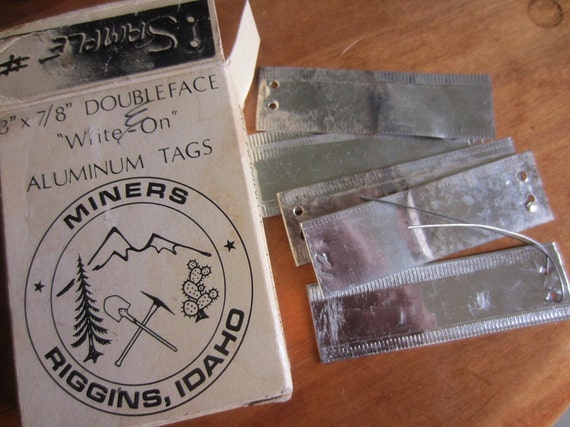 # SAMPLE
3" x 7/8" DOUBLEFACE
"Write-On"
ALUMINUM TAGS
MINERS
RIGGINS, IDAHO